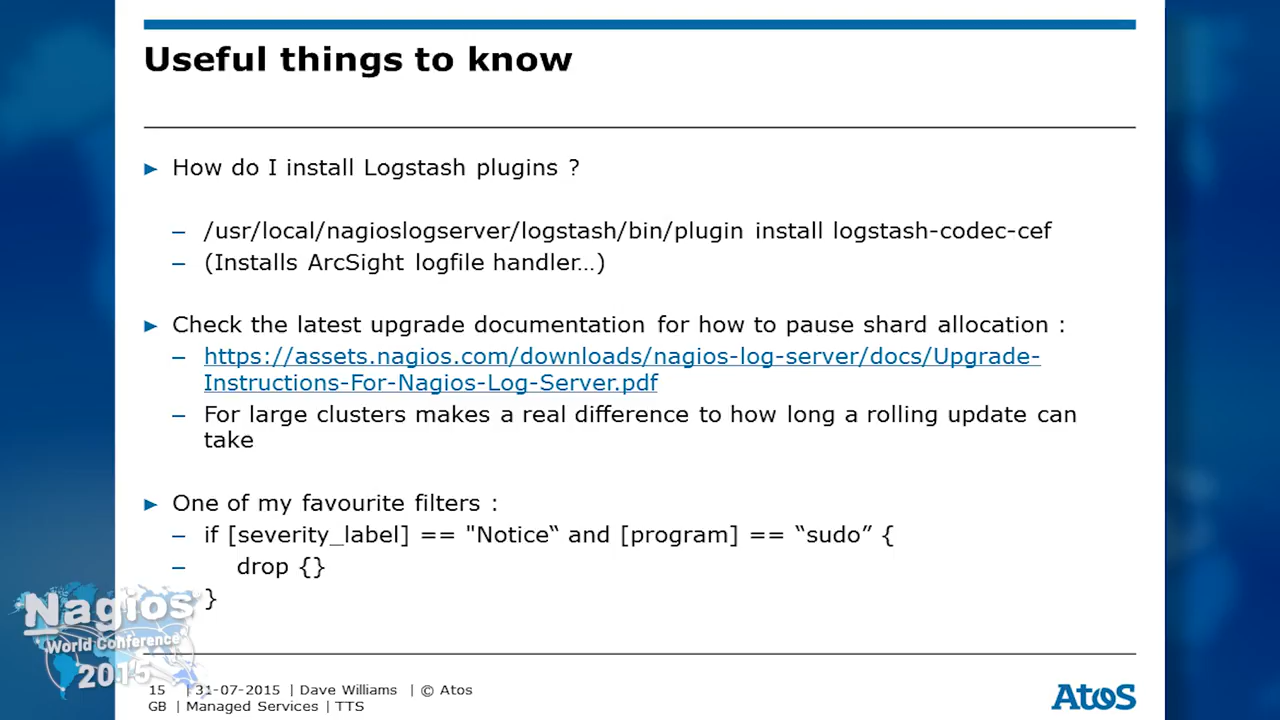 Useful things to know
► How do I install Logstash plugins ?
– /usr/local/nagioslogserver/logstash/bin/plugin install logstash-codec-cef
– (Installs ArcSight logfile handler…)
► Check the latest upgrade documentation for how to pause shard allocation :
– https://assets.nagios.com/downloads/nagios-log-server/docs/Upgrade-
Instructions-For-Nagios-Log-Server.pdf
– For large clusters makes a real difference to how long a rolling update can
take
► One of my favourite filters :
– if [severity_label] == "Notice“ and [program] == “sudo” {
– drop {}
}
Nagios
World Conference
2015
15 | 31-07-2015 | Dave Williams | © Atos
GB | Managed Services | TTS
Atos